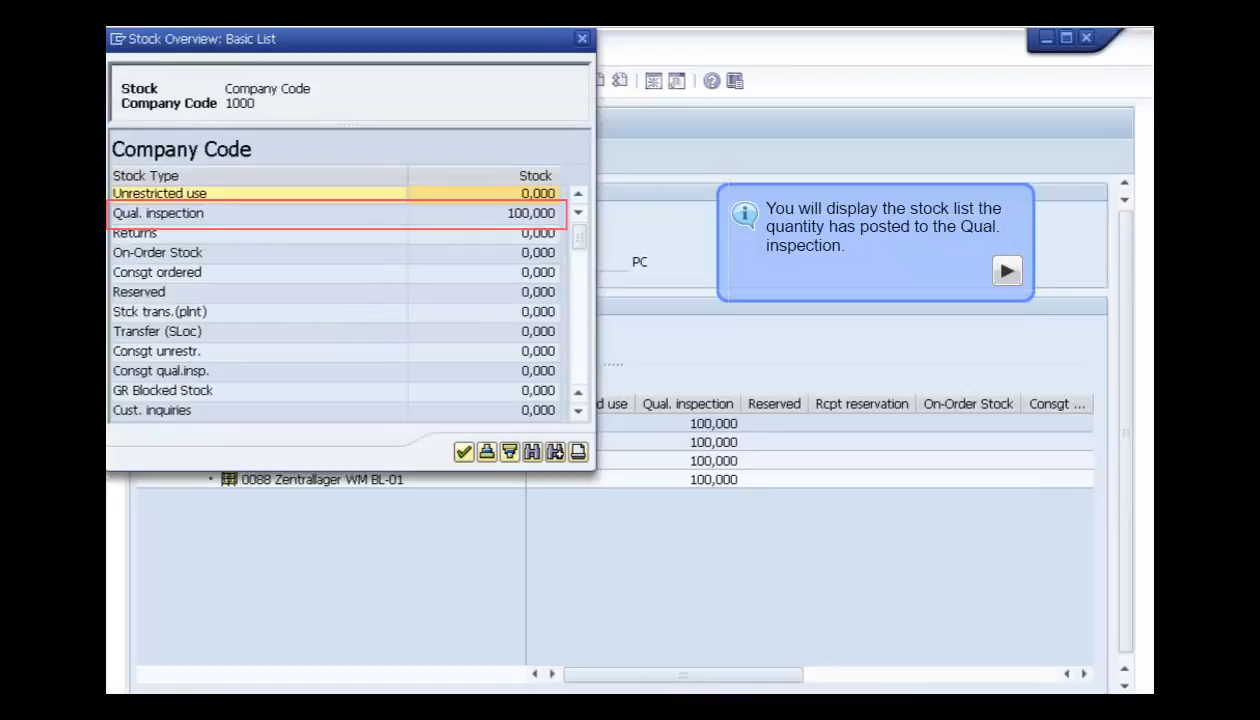 Stock Overview: Basic List
Stock Company Code
Company Code 1000
Company Code
Stock Type Stock
Unrestricted use 0,000
Qual. inspection 100,000
Returns 0,000
On-Order Stock 0,000
Consgt ordered 0,000
Reserved 0,000
Stck trans.(plnt) 0,000
Transfer (SLoc) 0,000
Consgt unrestr. 0,000
Consgt qual.insp. 0,000
GR Blocked Stock 0,000
Cust. inquiries 0,000
You will display the stock list the
quantity has posted to the Qual.
inspection.
PC
d use Qual. inspection Reserved Rcpt reservation On-Order Stock Consgt ...
100,000
100,000
100,000
0088 Zentrallager WM BL-01 100,000